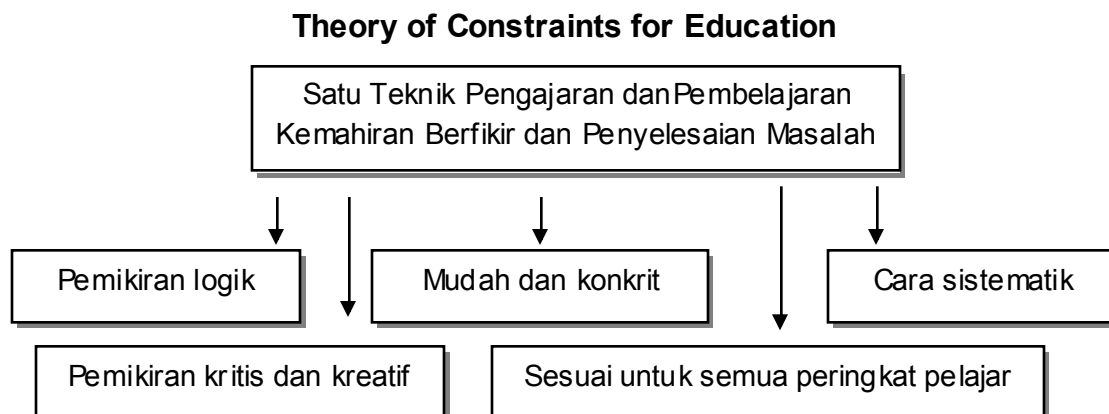 Theory of Constraints for Education
Satu Teknik Pengajaran danPembelajaran
Kemahiran Berfikir dan Penyelesaian Masalah
Pemikiran logik
Mudah dan konkrit
Cara sistematik
Pemikiran kritis dan kreatif
Sesuai untuk semua peringkat pelajar